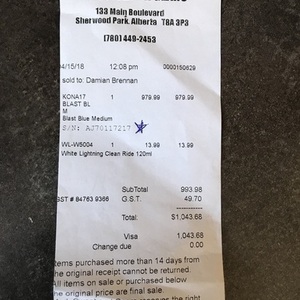 133 Main Boulevard
Sherwood Park, Alberta T8A 3P3
(780) 449-2453
04/15/18 12:08 pm 0000150629
sold to: Damian Brennan
KONA17 1 979.99 979.99
BLAST BL
M
Blast Blue Medium
S/N: AJ70117217
WL-W5004 1 13.99 13.99
White Lightning Clean Ride 120ml
SubTotal 993.98
GST # 84763 9366 G.S.T. 49.70
Total: $1,043.68
Visa 1,043.68
Change due 0.00
Items purchased more than 14 days from
the original receipt cannot be returned.
All items on sale or purchased below
the original price are final sale.